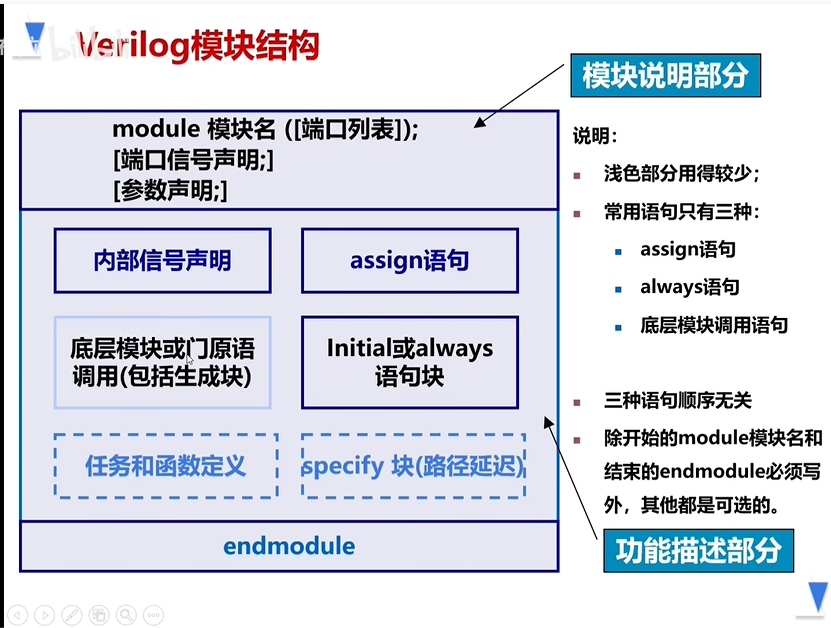 Verilog模块结构
模块说明部分
module 模块名 ([端口列表]);
[端口信号声明;]
[参数声明;]
内部信号声明
assign语句
底层模块或门原语
调用(包括生成块)
Initial或always
语句块
任务和函数定义
specify 块(路径延迟)
endmodule
说明：
浅色部分用得较少；
常用语句只有三种：
assign语句
always语句
底层模块调用语句
三种语句顺序无关
除开始的module模块名和
结束的endmodule必须写
外，其他都是可选的。
功能描述部分